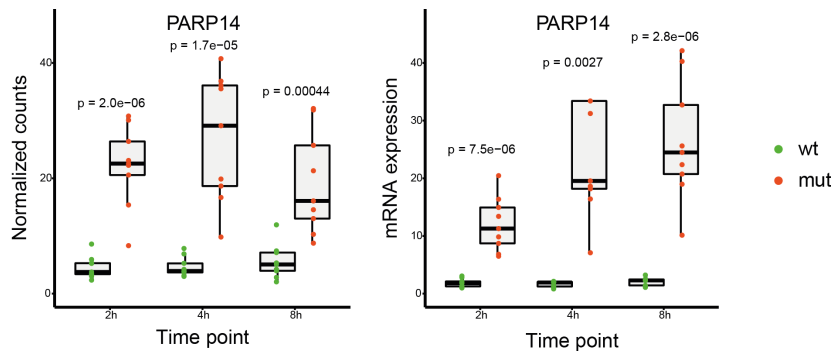 PARP14
p = 1.7e−05
p = 2.0e−06
p = 0.00044
40
20
0
Normalized counts
2h
4h
8h
Time point
PARP14
p = 2.8e−06
p = 0.0027
p = 7.5e−06
40
30
20
10
0
mRNA expression
2h
4h
8h
Time point
wt
mut